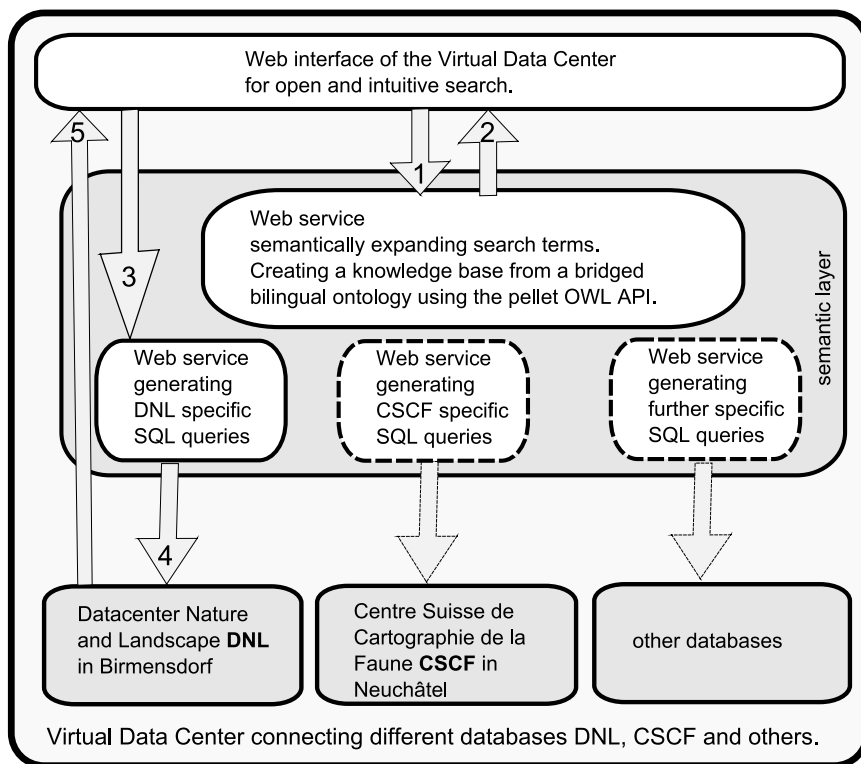 Web interface of the Virtual Data Center
for open and intuitive search.
5
2
1
3
Web service
semantically expanding search terms.
Creating a knowledge base from a bridged
bilingual ontology using the pellet OWL API.
semantic layer
Web service
generating
DNL specific
SQL queries
Web service
generating
CSCF specific
SQL queries
Web service
generating
further specific
SQL queries
4
Datacenter Nature
and Landscape DNL
in Birmensdorf
Centre Suisse de
Cartographie de la
Faune CSCF in
Neuchâtel
other databases
Virtual Data Center connecting different databases DNL, CSCF and others.